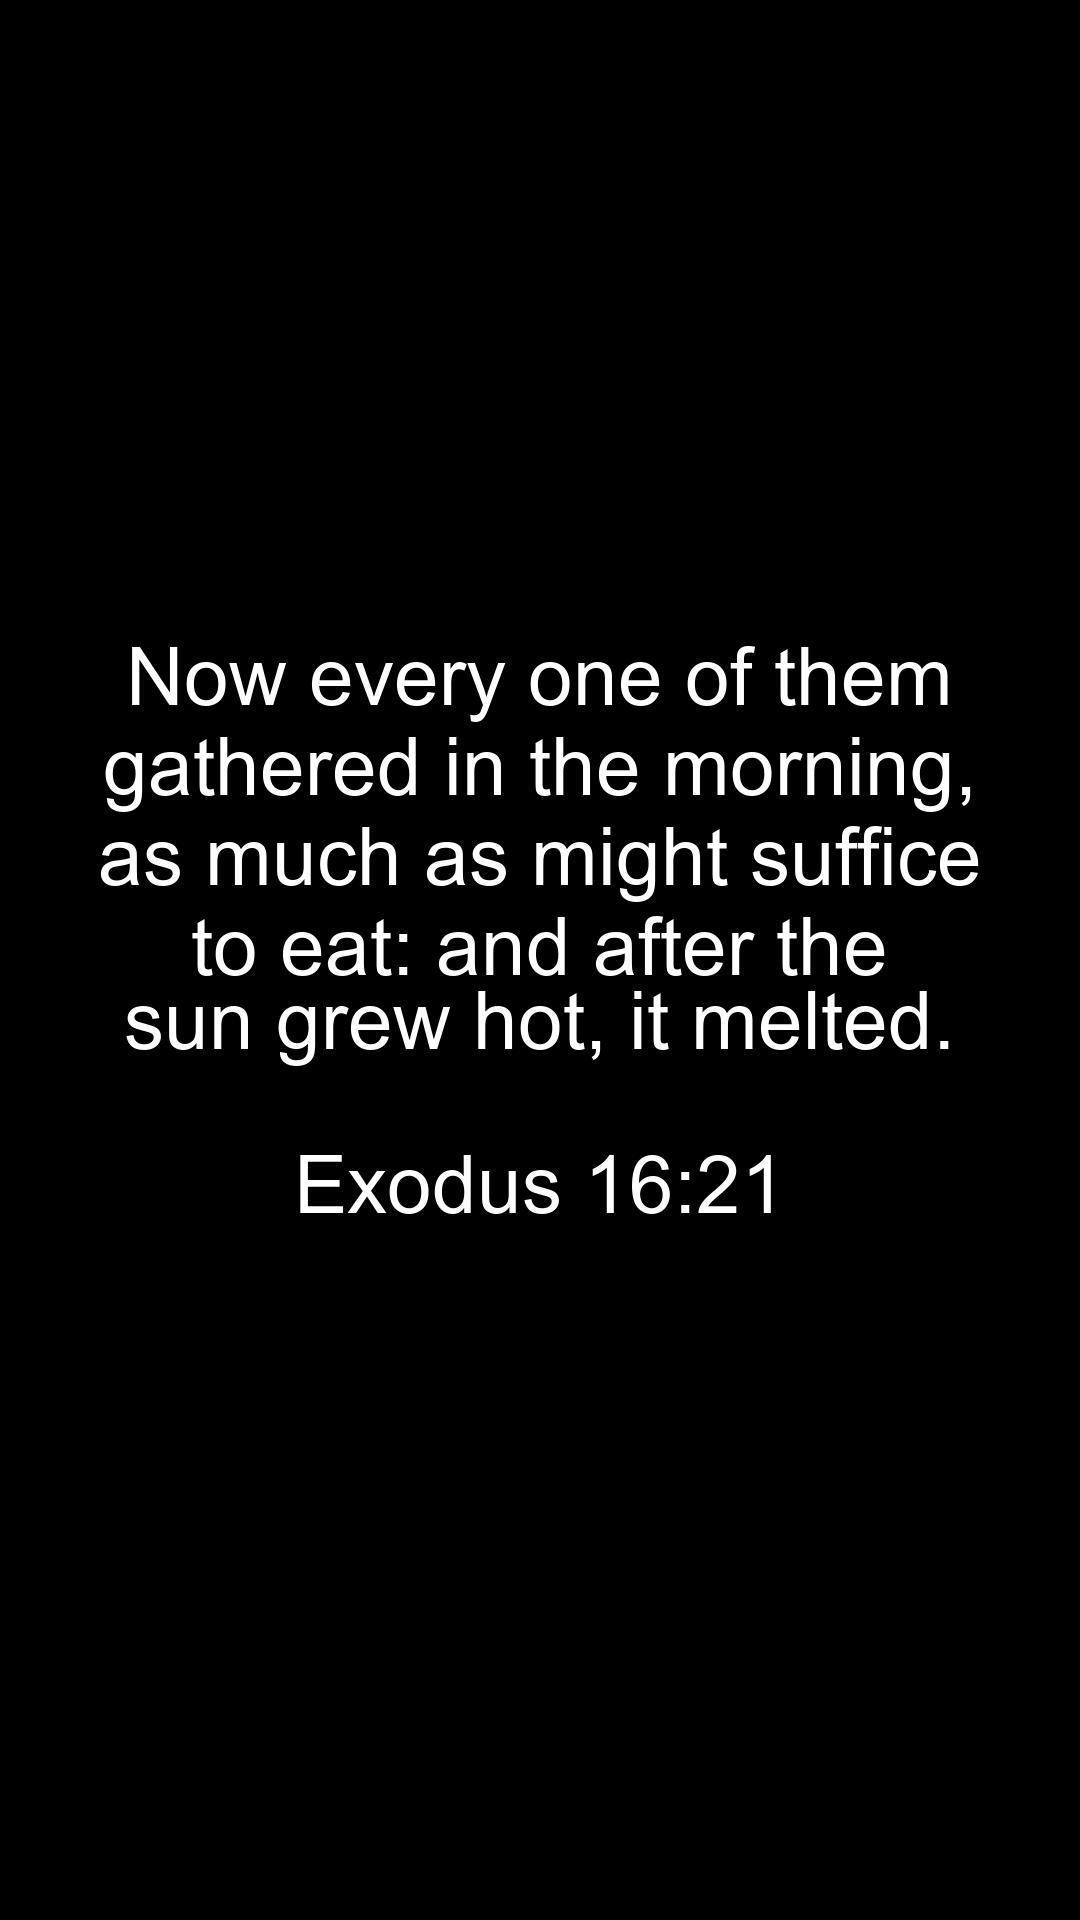 Now every one of them
gathered in the morning,
as much as might suffice
to eat: and after the
sun grew hot, it melted.
Exodus 16:21